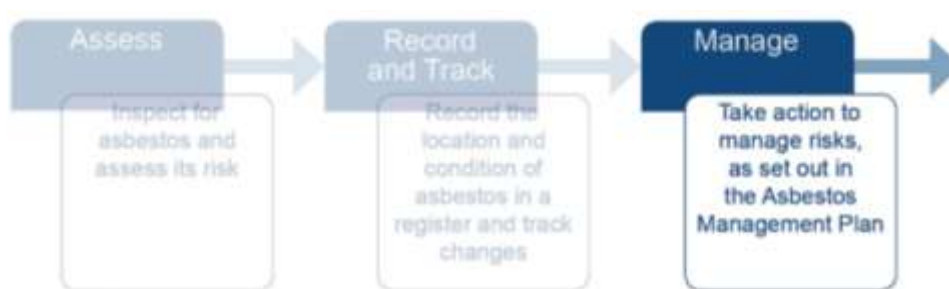 Assess
Inspect for
asbestos and
assess its risk
Record
and Track
Record the
location and
condition of
asbestos in a
register and track
changes
Manage
Take action to
manage risks,
as set out in
the Asbestos
Management Plan